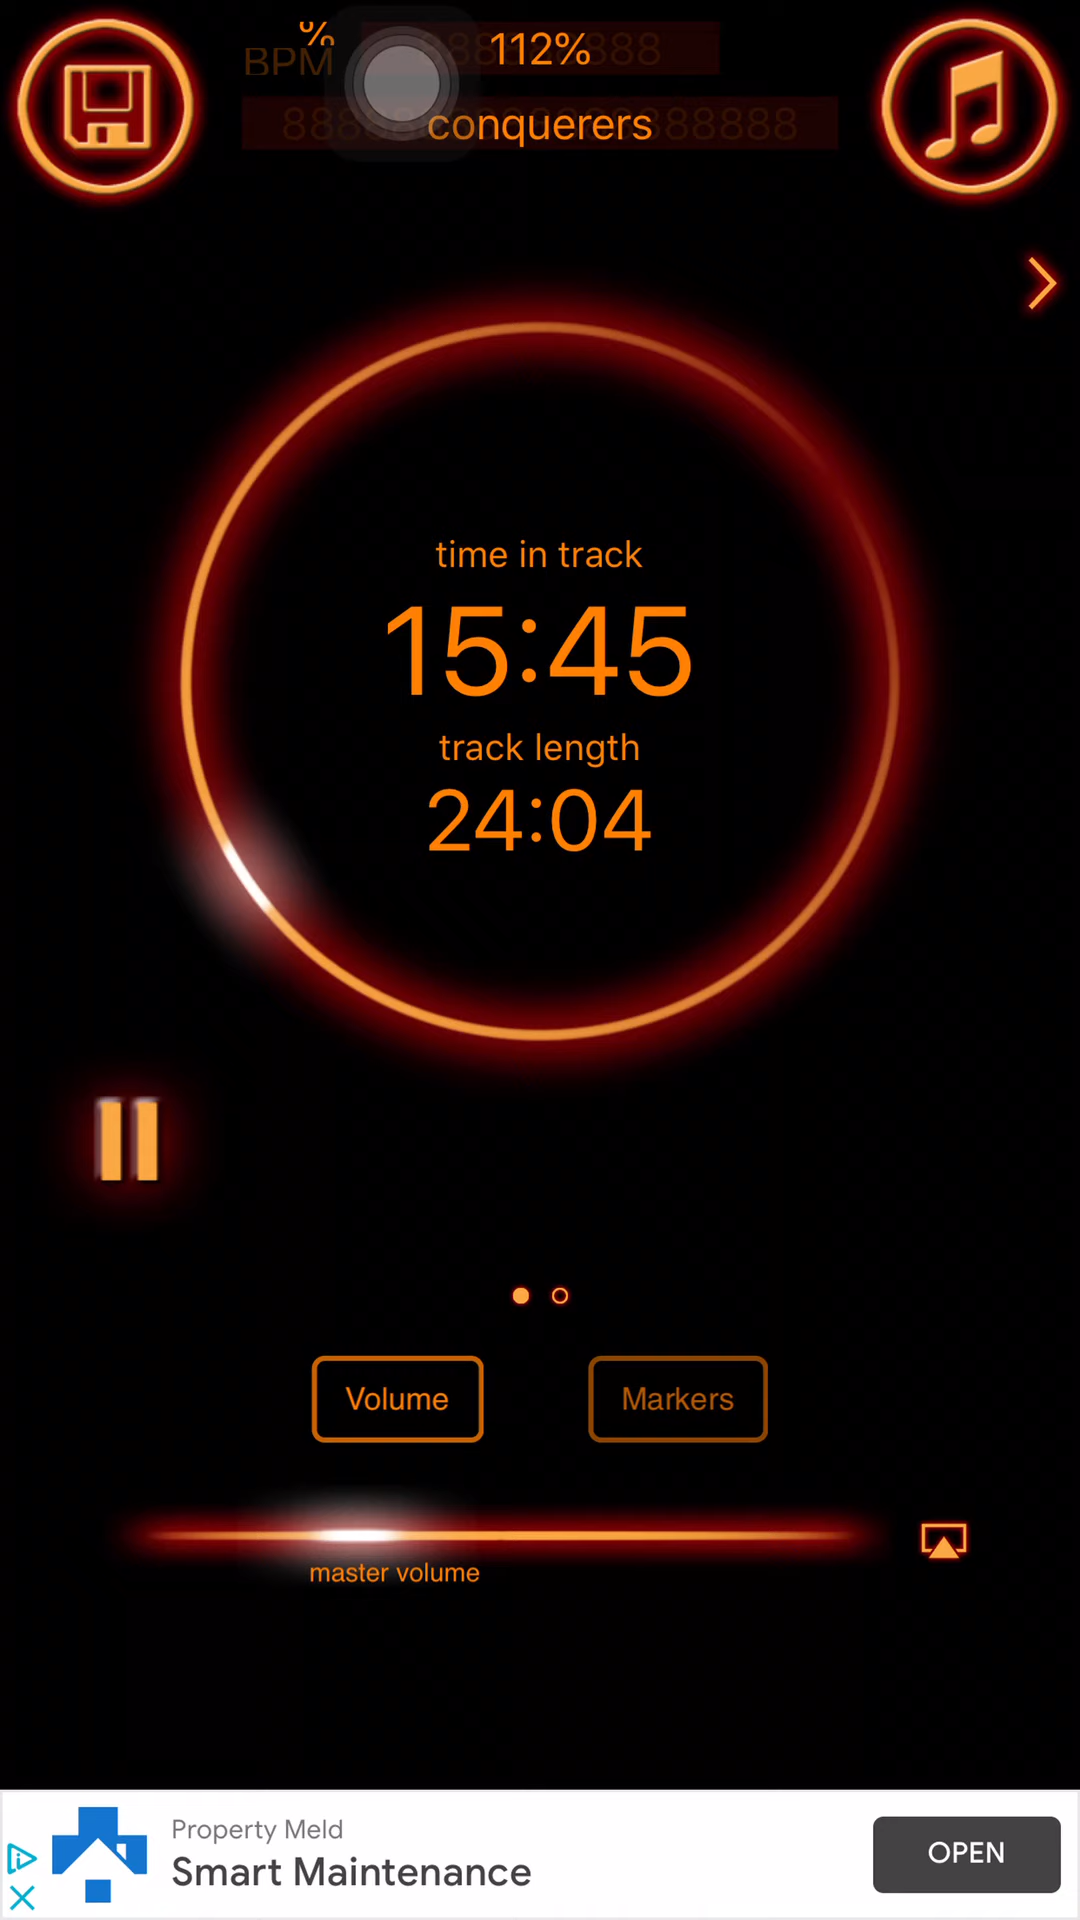 %
112%
BPM
conquerers
time in track
15:45
track length
24:04
Volume
Markers
master volume
Property Meld
Smart Maintenance
OPEN